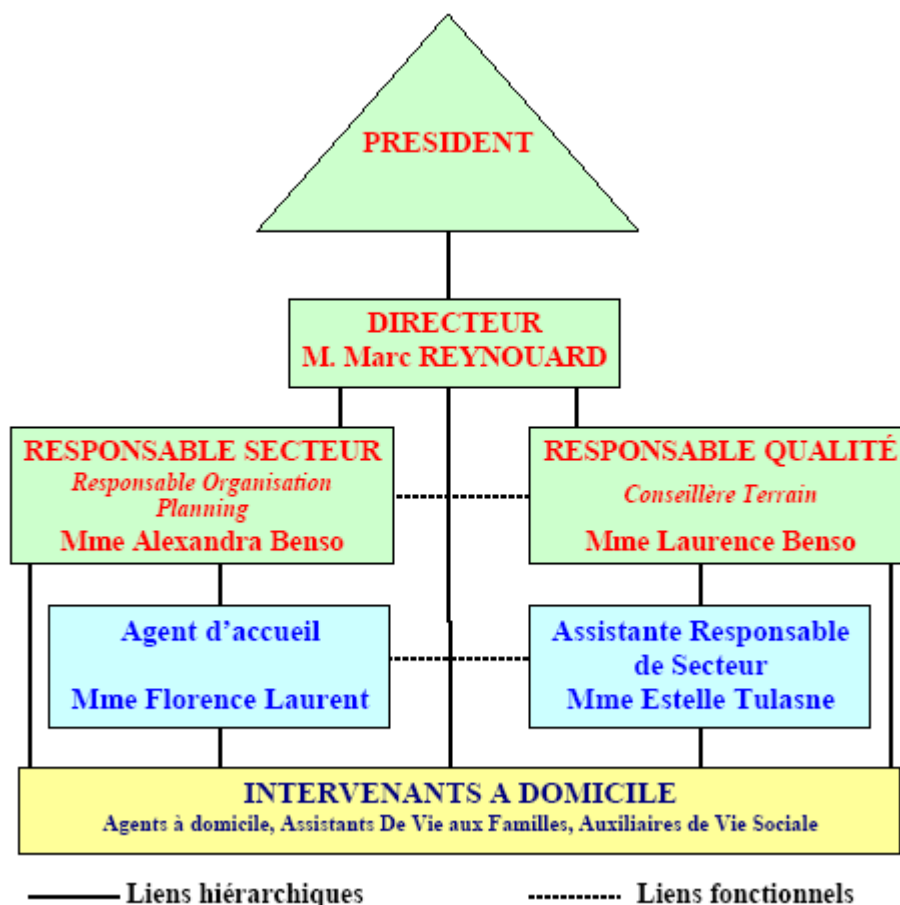 PRESIDENT
DIRECTEUR
M. Marc REYNOUARD
RESPONSABLE SECTEUR
Responsable Organisation
Planning
Mme Alexandra Benso
RESPONSABLE QUALITÉ
Conseillère Terrain
Mme Laurence Benso
Agent d'accueil
Mme Florence Laurent
Assistante Responsable
de Secteur
Mme Estelle Tulasne
INTERVENANTS A DOMICILE
Agents à domicile, Assistants De Vie aux Familles, Auxiliaires de Vie Sociale
Liens hiérarchiques
Liens fonctionnels